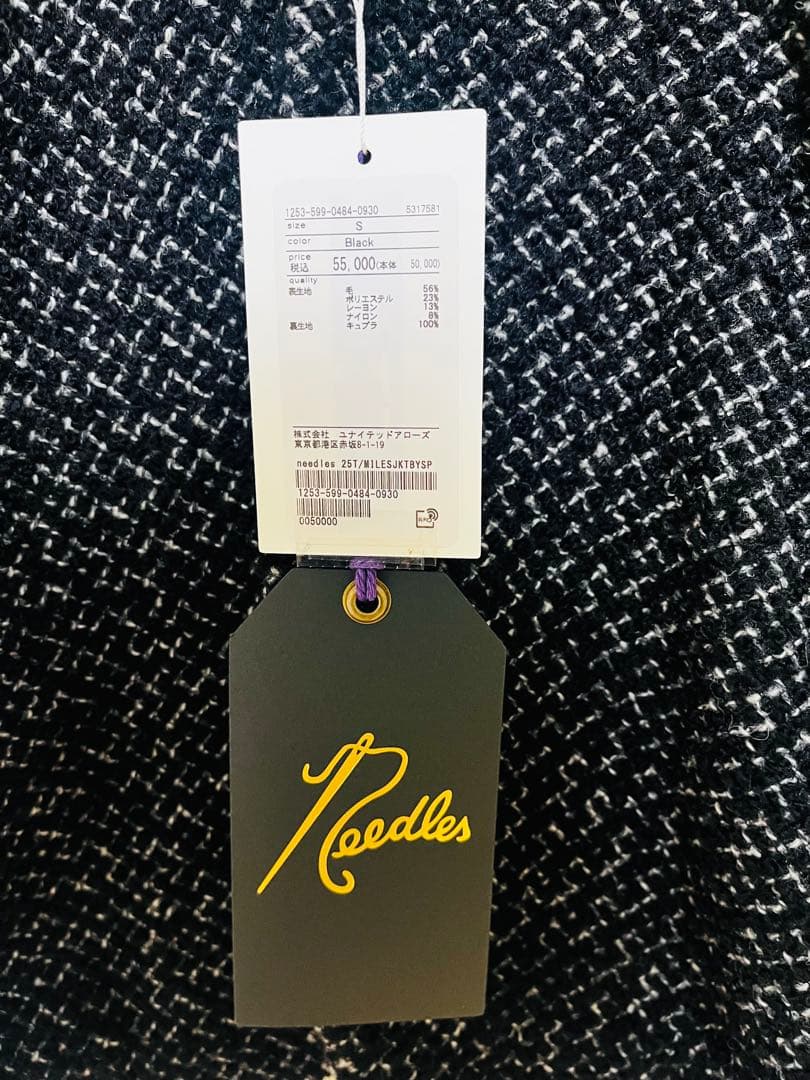 1253-599-0484-0930 5317581
size S
color Black
price
税込 55,000(本体 50,000)
quality
表生地 毛 56%
ポリエステル 23%
レーヨン 13%
ナイロン 8%
裏生地 キュプラ 100%
株式会社 ユナイテッドアローズ
東京都港区赤坂8-1-19
needles 25T/MILESJKTBYSP
1253-599-0484-0930
0050000
Needles